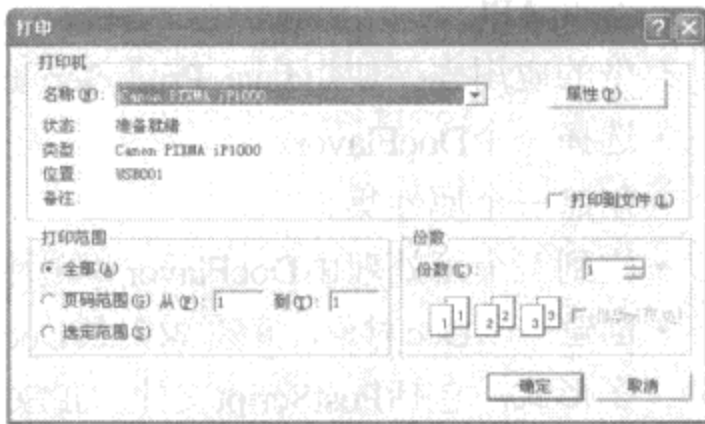 打印
打印机
名称(N): Canon PIXMA iP1000 属性(P)...
状态: 准备就绪
类型: Canon PIXMA iP1000
位置: USB001
备注: 打印到文件(L)
打印范围 份数
全部(A) 份数(C): 1
页码范围(G) 从(F): 1 到(T): 1
选定范围(S)
1 1 2 2 3 3
确定 取消